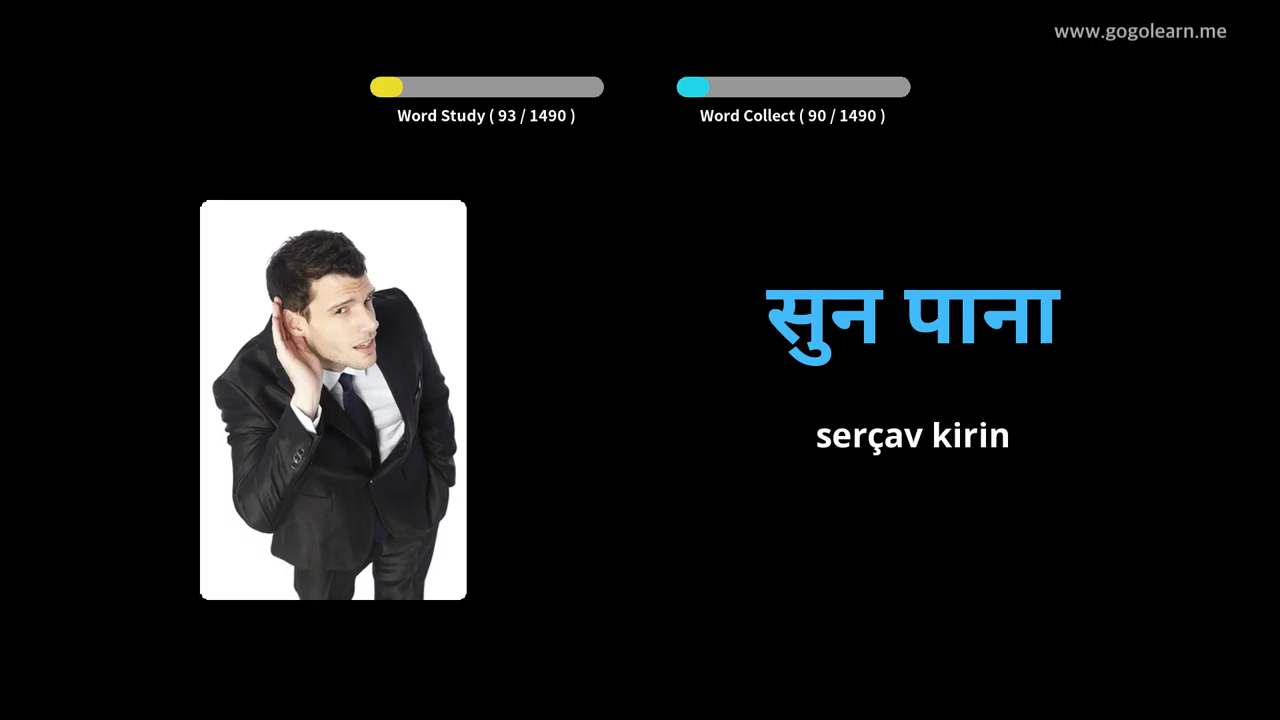 www.gogolearn.me
Word Study ( 93 / 1490 )
Word Collect ( 90 / 1490 )
सुन पाना
serçav kirin